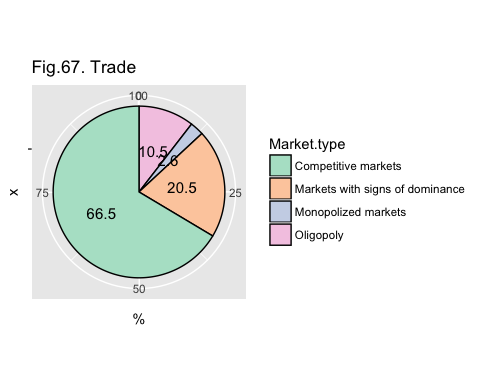 Fig.67. Trade
100
0
10.5
2.6
20.5
66.5
75
25
50
x
%
Market.type
Competitive markets
Markets with signs of dominance
Monopolized markets
Oligopoly